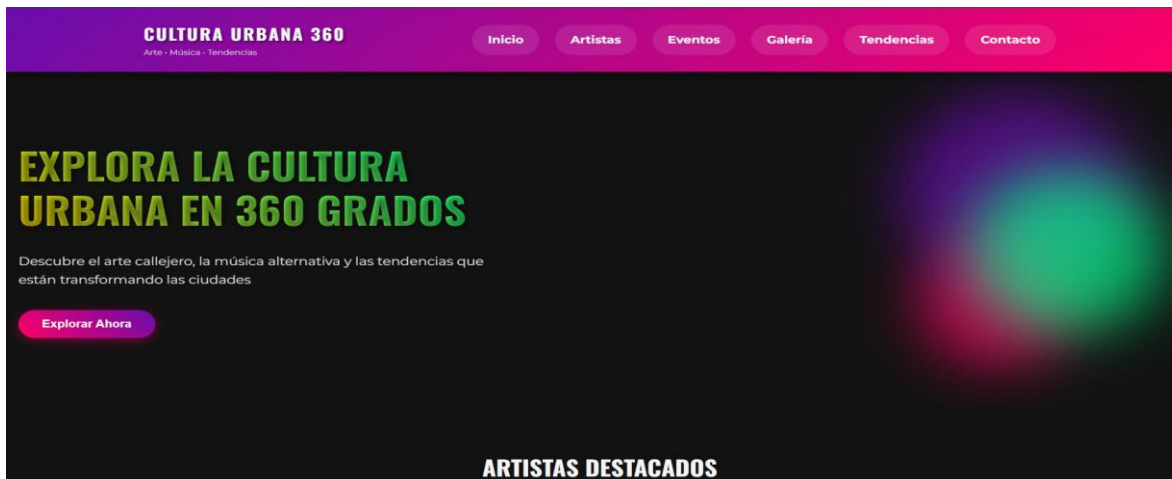 CULTURA URBANA 360
Arte - Música - Tendencias
Inicio
Artistas
Eventos
Galería
Tendencias
Contacto
EXPLORA LA CULTURA
URBANA EN 360 GRADOS
Descubre el arte callejero, la música alternativa y las tendencias que
están transformando las ciudades
Explorar Ahora
ARTISTAS DESTACADOS